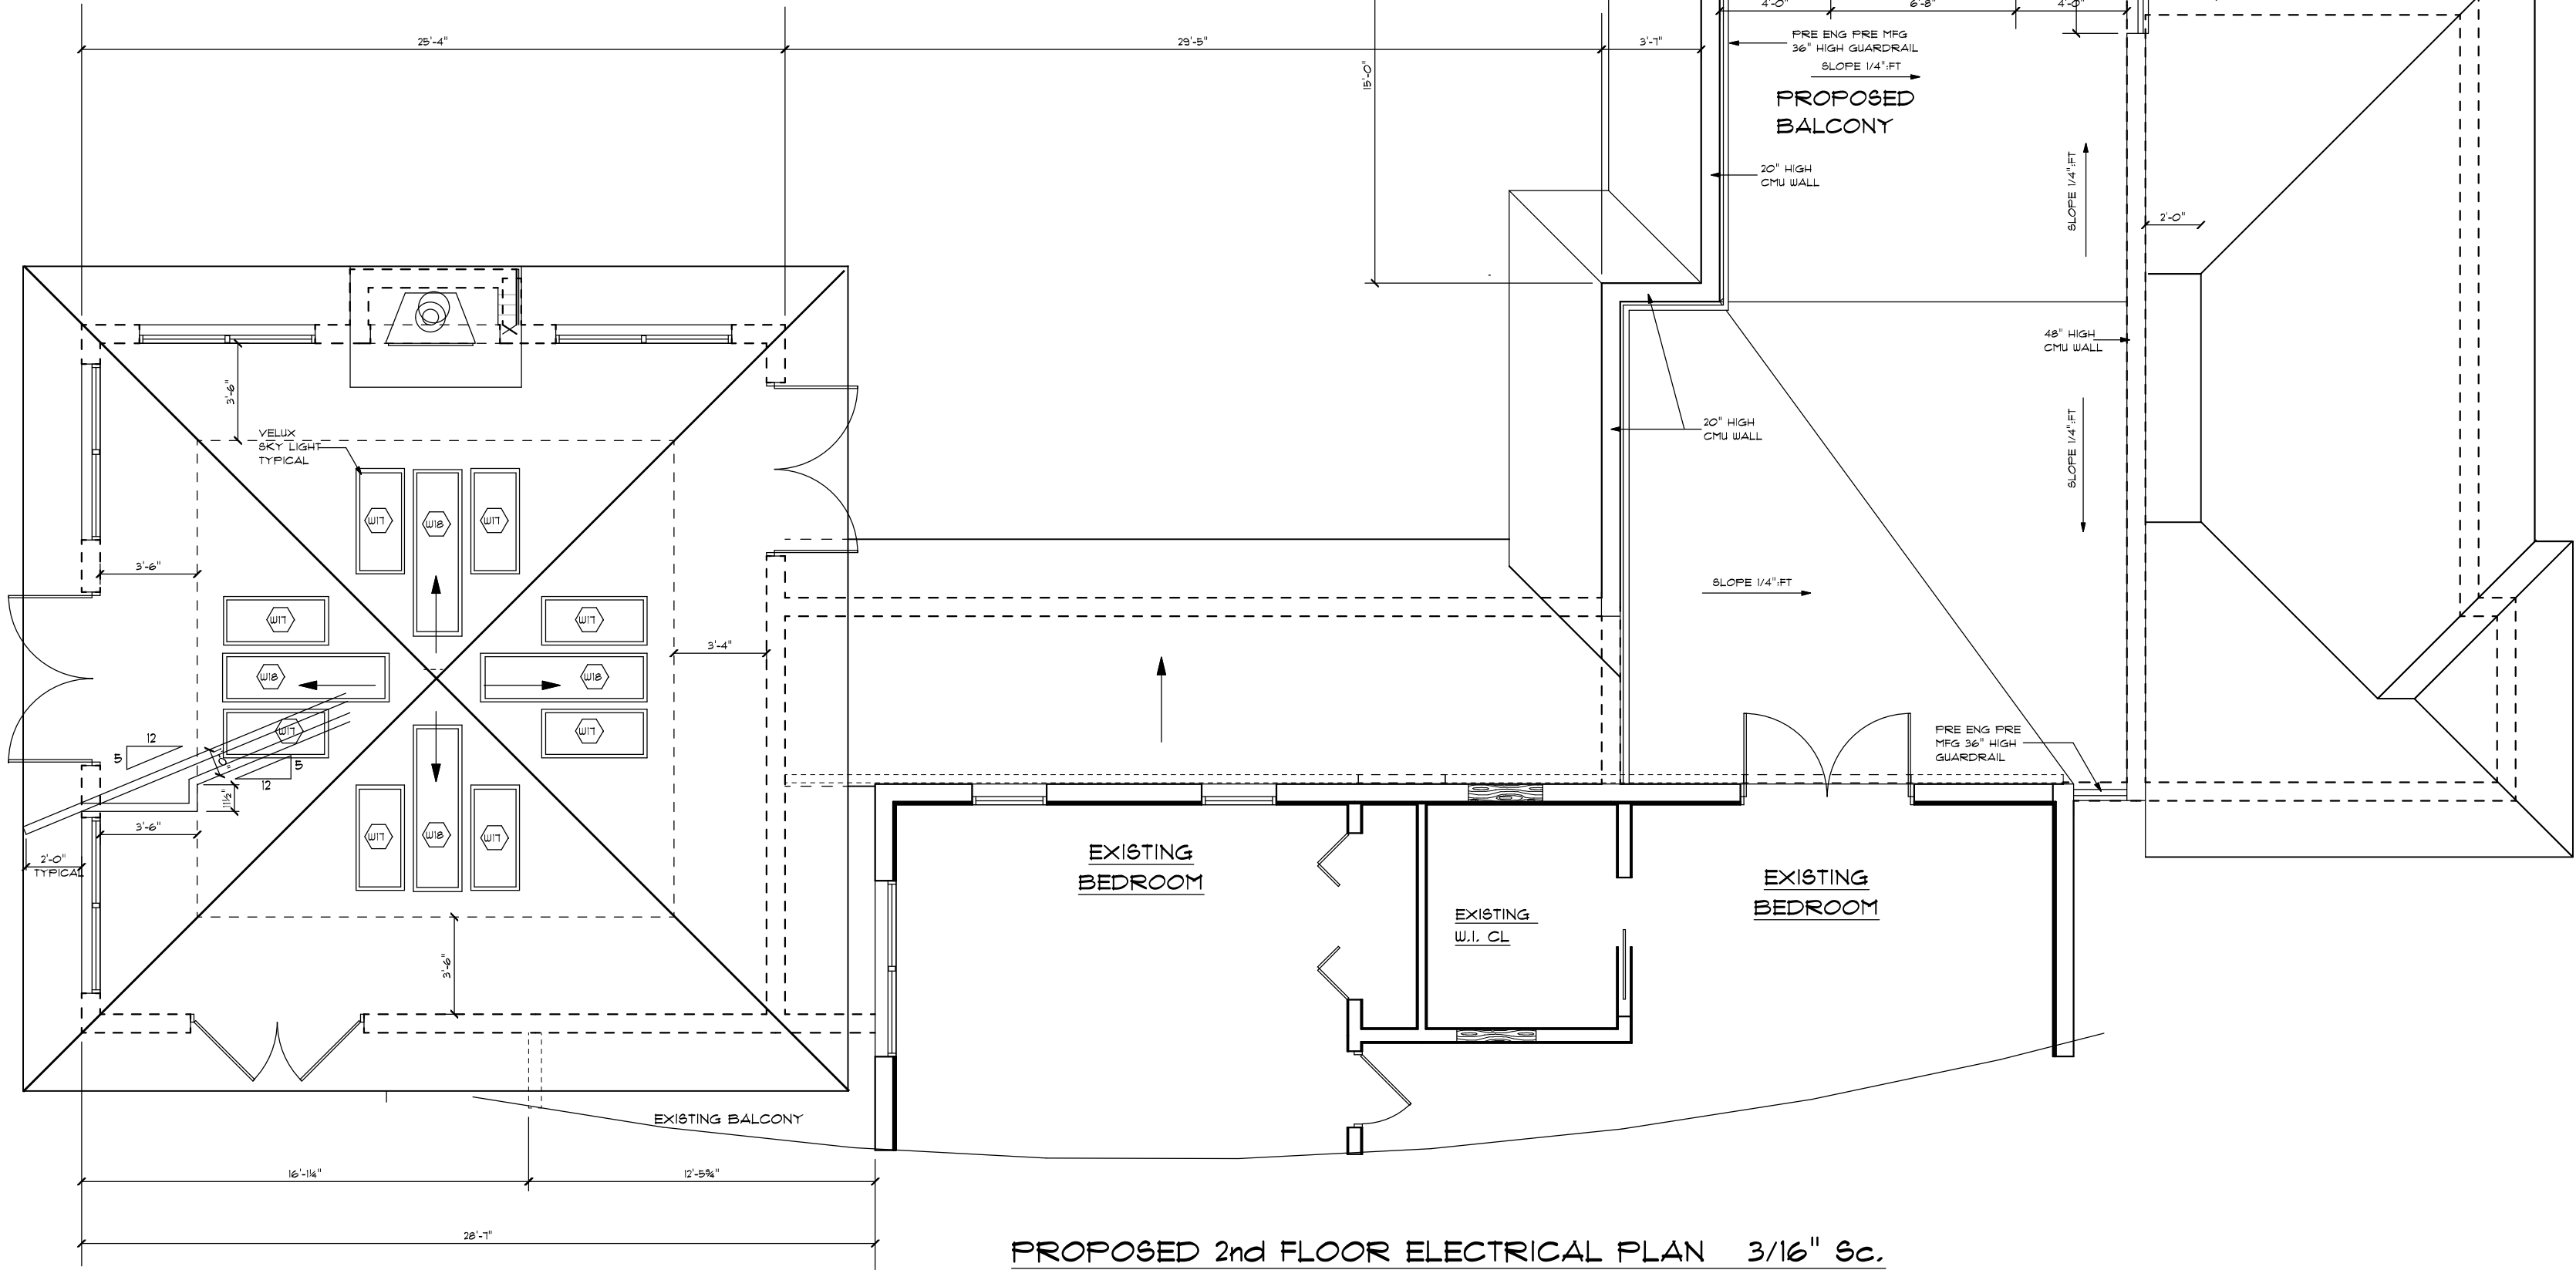 4'-0"
6'-8"
4'-0"
25'-4"
29'-5"
3'-7"
PRE ENG PRE MFG
36" HIGH GUARDRAIL
SLOPE 1/4":FT
15'-0"
PROPOSED
BALCONY
20" HIGH
CMU WALL
SLOPE 1/4":FT
2'-0"
48" HIGH
CMU WALL
3'-6"
VELUX
SKY LIGHT
TYPICAL
20" HIGH
CMU WALL
SLOPE 1/4":FT
W17
W18
W17
3'-6"
SLOPE 1/4":FT
W17
W17
3'-4"
W18
W18
W17
W17
12
5
5
12
11½"
PRE ENG PRE
MFG 36" HIGH
GUARDRAIL
3'-6"
W17
W18
W17
2'-0"
TYPICAL
EXISTING
BEDROOM
EXISTING
BEDROOM
EXISTING
W.I. CL
3'-6"
EXISTING BALCONY
16'-1¼"
12'-5¾"
28'-7"
PROPOSED 2nd FLOOR ELECTRICAL PLAN 3/16" Sc.